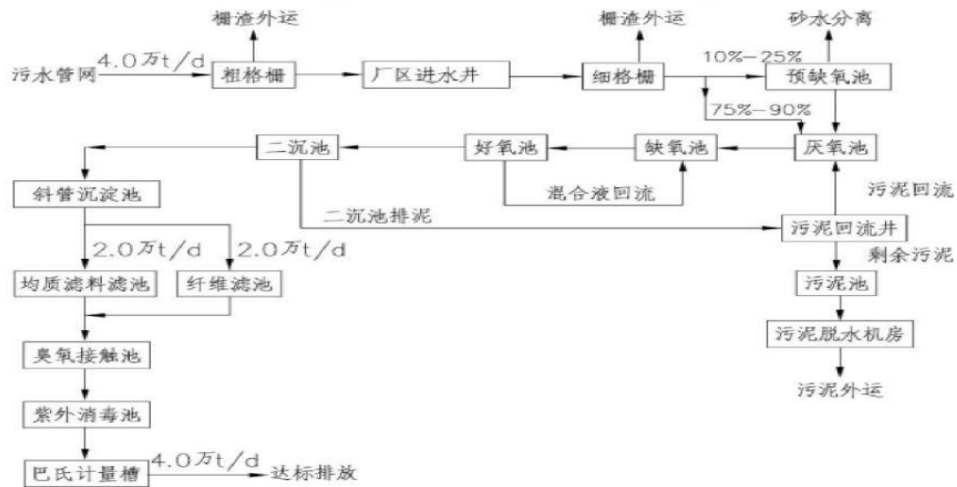 栅渣外运
栅渣外运
砂水分离
污水管网
4.0万t/d
粗格栅
厂区进水井
细格栅
10%-25%
预缺氧池
75%-90%
二沉池
好氧池
缺氧池
厌氧池
混合液回流
污泥回流
斜管沉淀池
二沉池排泥
污泥回流井
2.0万t/d
2.0万t/d
剩余污泥
均质滤料滤池
纤维滤池
污泥池
臭氧接触池
污泥脱水机房
污泥外运
紫外消毒池
巴氏计量槽
4.0万t/d
达标排放